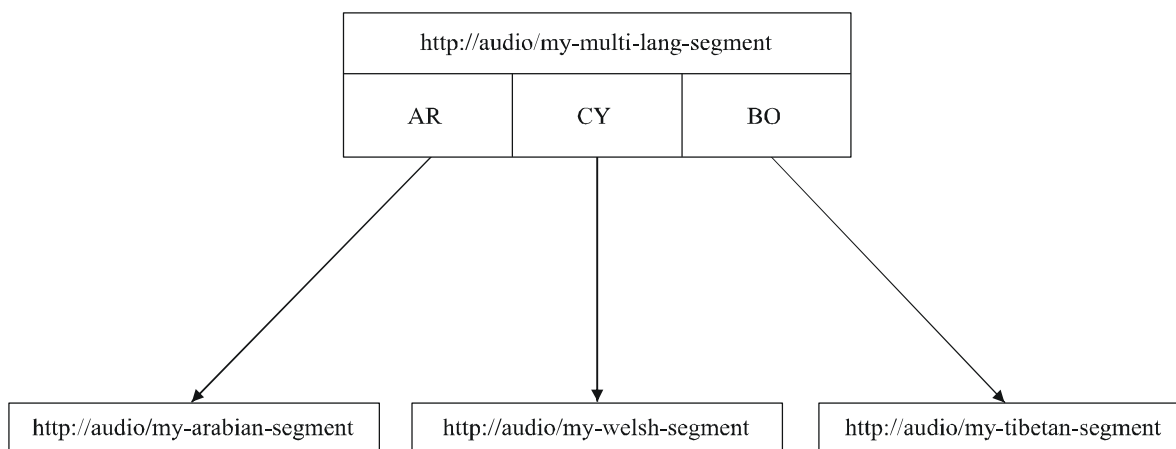 http://audio/my-multi-lang-segment
AR CY BO
http://audio/my-arabian-segment http://audio/my-welsh-segment http://audio/my-tibetan-segment